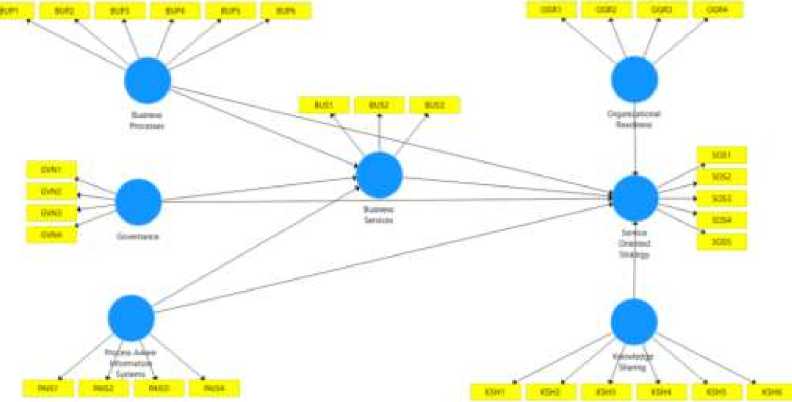 BUP1 BUP2 BUP3 BUP4 BUP5 BUP6
OGR1 OGR2 OGR3 OGR4
Business
Processes
BUS1 BUS2 BUS3
Organizational
Readiness
GVN1
GVN2
GVN3
GVN4
Governance
Business
Services
SOS1
SOS2
SOS3
SOS4
SOS5
Service
Oriented
Strategy
Process Aware
Information
Systems
Knowledge
Sharing
PAIS1 PAIS2 PAIS3 PAIS4
KSH1 KSH2 KSH3 KSH4 KSH5 KSH6